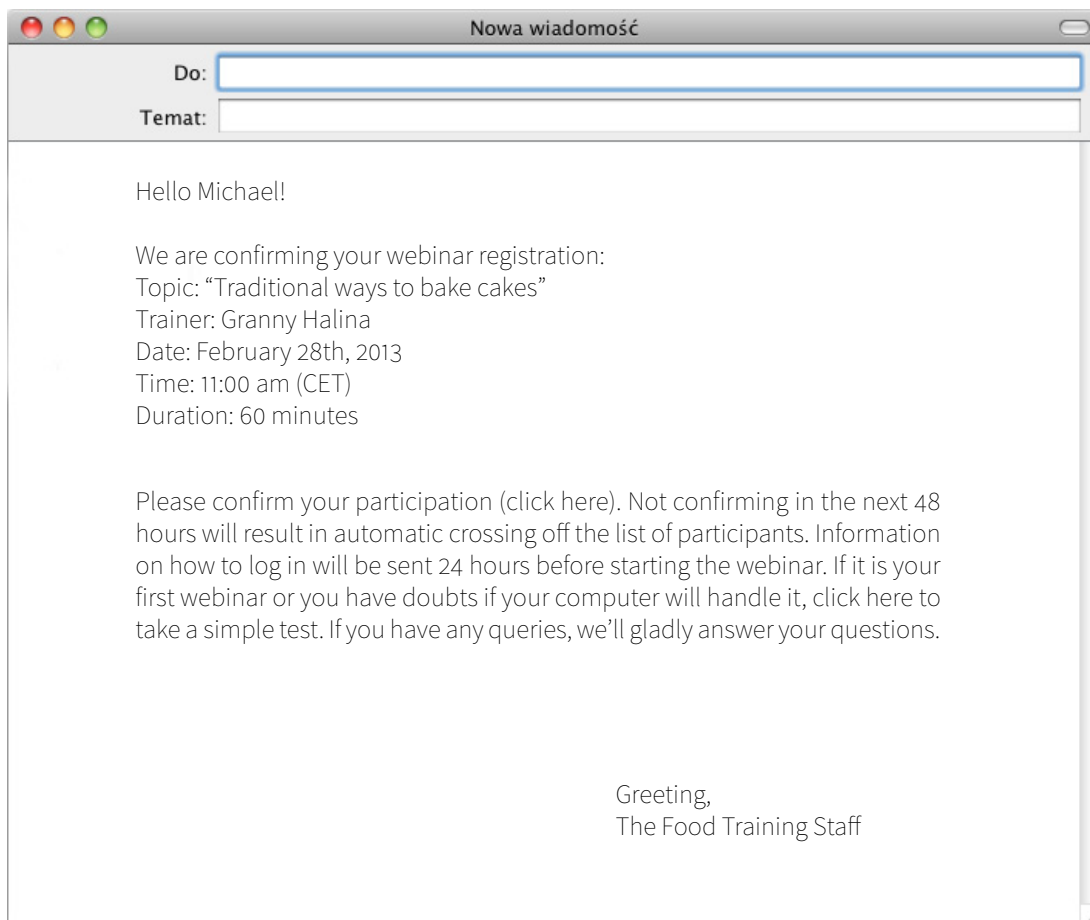 Nowa wiadomość
Do:
Temat:
Hello Michael!
We are confirming your webinar registration:
Topic: “Traditional ways to bake cakes”
Trainer: Granny Halina
Date: February 28th, 2013
Time: 11:00 am (CET)
Duration: 60 minutes
Please confirm your participation (click here). Not confirming in the next 48
hours will result in automatic crossing off the list of participants. Information
on how to log in will be sent 24 hours before starting the webinar. If it is your
first webinar or you have doubts if your computer will handle it, click here to
take a simple test. If you have any queries, we’ll gladly answer your questions.
Greeting,
The Food Training Staff